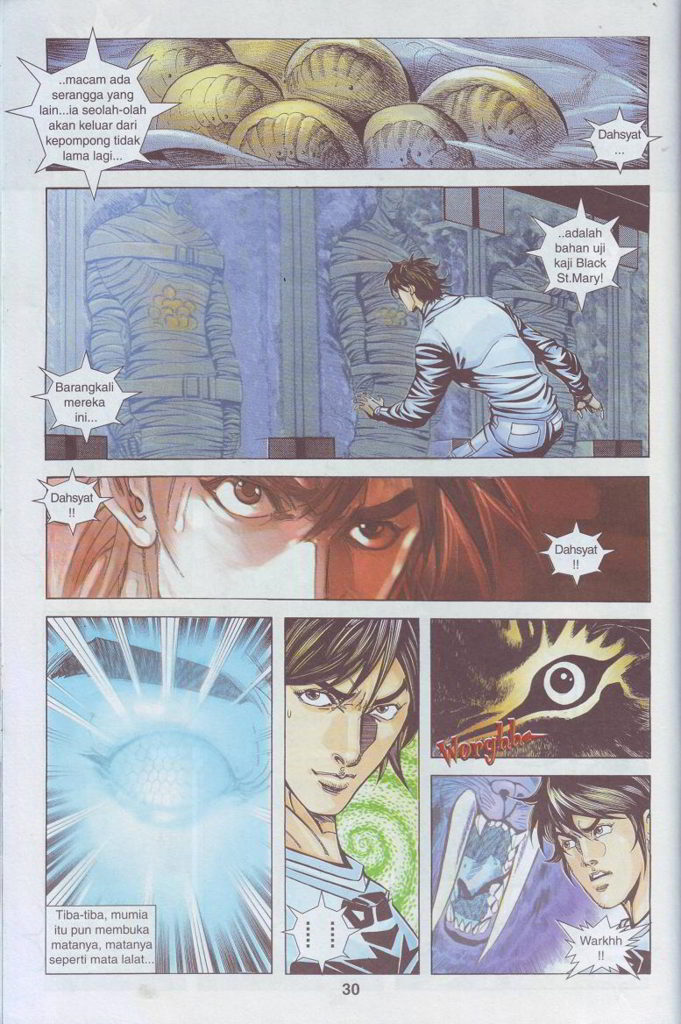 ..macam ada
serangga yang
lain...ia seolah-olah
akan keluar dari
kepompong tidak
lama lagi...
Dahsyat
...
..adalah
bahan uji
kaji Black
St.Mary!
Barangkali
mereka
ini...
Dahsyat
!!
Dahsyat
!!
Tiba-tiba, mumia
itu pun membuka
matanya, matanya
seperti mata lalat...
!!
Worghha
Warkhh
!!
30